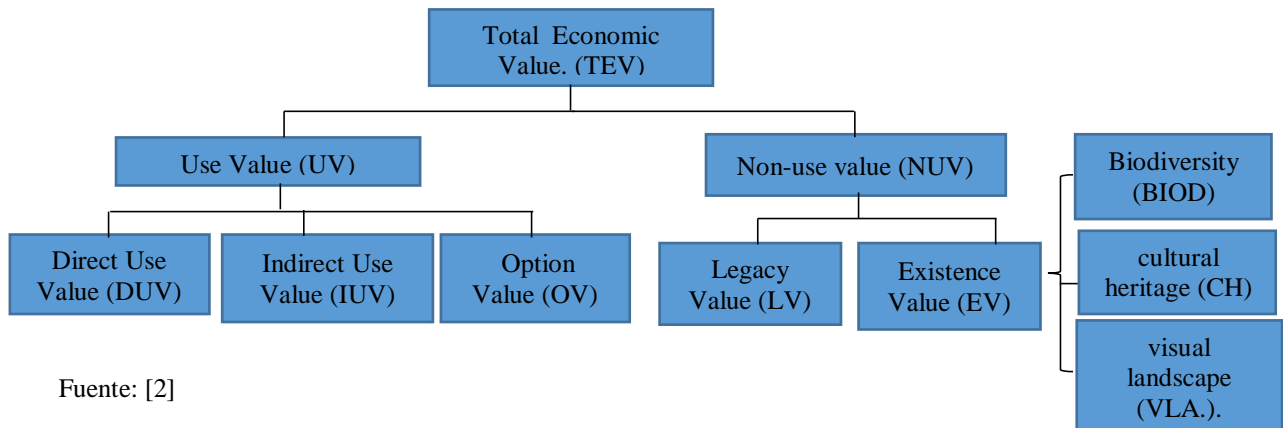 Total Economic
Value. (TEV)
Use Value (UV)
Non-use value (NUV)
Biodiversity
(BIOD)
Direct Use
Value (DUV)
Indirect Use
Value (IUV)
Option
Value (OV)
Legacy
Value (LV)
Existence
Value (EV)
cultural
heritage (CH)
visual
landscape
(VLA.).
Fuente: [2]